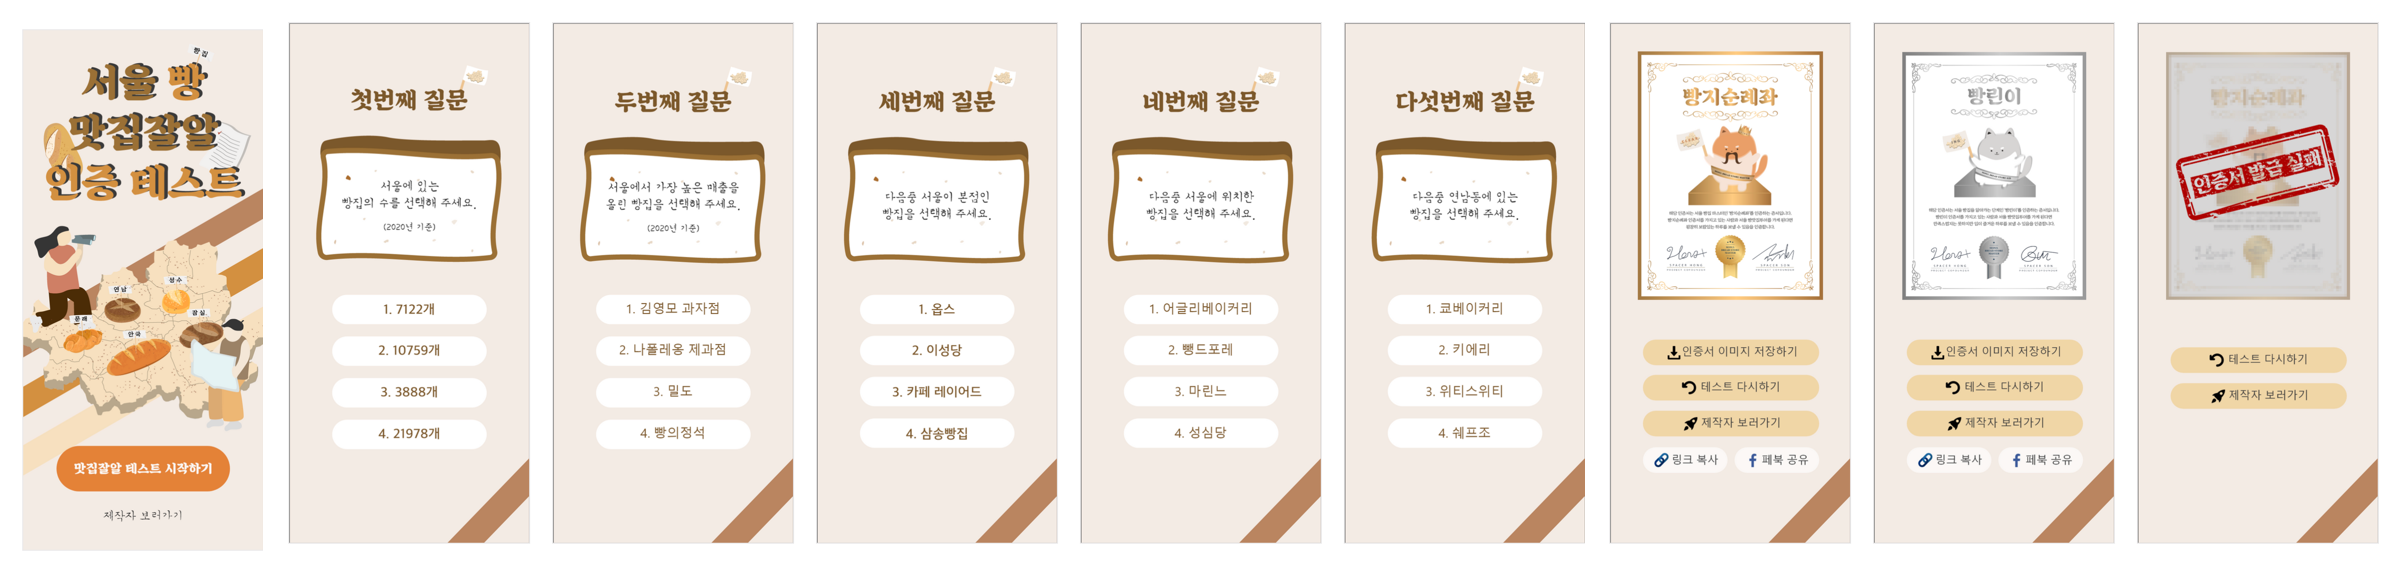 빵집
서울 빵
맛집잘알
인증 테스트
성수
연남
잠실
문래
안국
맛집잘알 테스트 시작하기
제작자 보러가기
첫번째 질문
서울에 있는
빵집의 수를 선택해 주세요.
(2020년 기준)
1. 7122개
2. 10759개
3. 3888개
4. 21978개
두번째 질문
서울에서 가장 높은 매출을
올린 빵집을 선택해 주세요.
(2020년 기준)
1. 김영모 과자점
2. 나폴레옹 제과점
3. 밀도
4. 빵의정석
세번째 질문
다음중 서울이 본점인
빵집을 선택해 주세요.
1. 옵스
2. 이성당
3. 카페 레이어드
4. 삼송빵집
네번째 질문
다음중 서울에 위치한
빵집을 선택해 주세요.
1. 어글리베이커리
2. 뺑드포레
3. 마린느
4. 성심당
다섯번째 질문
다음중 연남동에 있는
빵집을 선택해 주세요.
1. 쿄베이커리
2. 키에리
3. 위티스위티
4. 쉐프조
빵지순례좌
인증서 이미지 저장하기
테스트 다시하기
제작자 보러가기
링크 복사
페북 공유
빵린이
인증서 이미지 저장하기
테스트 다시하기
제작자 보러가기
링크 복사
페북 공유
빵지순례좌
인증서 발급 실패
테스트 다시하기
제작자 보러가기